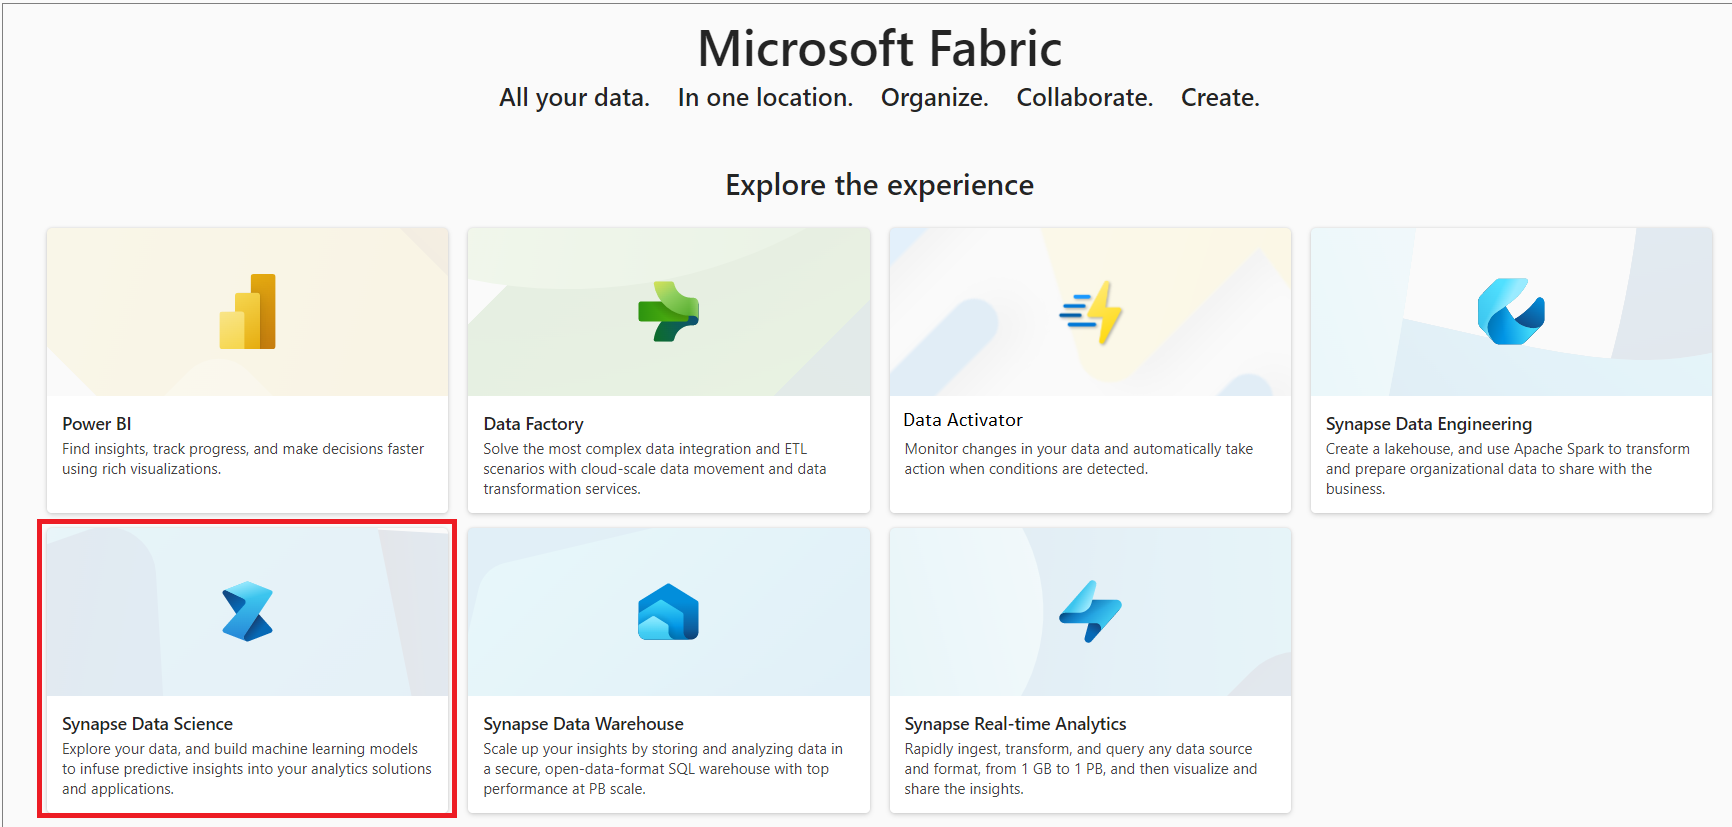 Microsoft Fabric
All your data. In one location. Organize. Collaborate. Create.
Explore the experience
Power BI
Find insights, track progress, and make decisions faster
using rich visualizations.
Data Factory
Solve the most complex data integration and ETL
scenarios with cloud-scale data movement and data
transformation services.
Data Activator
Monitor changes in your data and automatically take
action when conditions are detected.
Synapse Data Engineering
Create a lakehouse, and use Apache Spark to transform
and prepare organizational data to share with the
business.
Synapse Data Science
Explore your data, and build machine learning models
to infuse predictive insights into your analytics solutions
and applications.
Synapse Data Warehouse
Scale up your insights by storing and analyzing data in
a secure, open-data-format SQL warehouse with top
performance at PB scale.
Synapse Real-time Analytics
Rapidly ingest, transform, and query any data source
and format, from 1 GB to 1 PB, and then visualize and
share the insights.